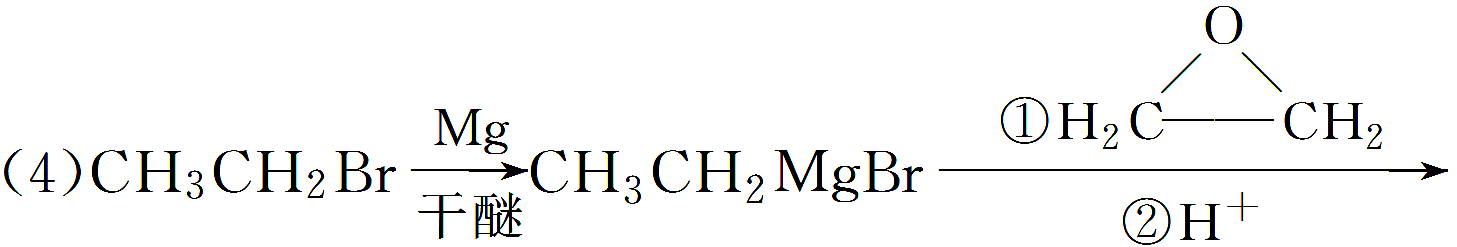 O
Mg
①H₂C——CH₂
(4)CH₃CH₂Br ⟶ CH₃CH₂MgBr ⟶
干醚
②H⁺